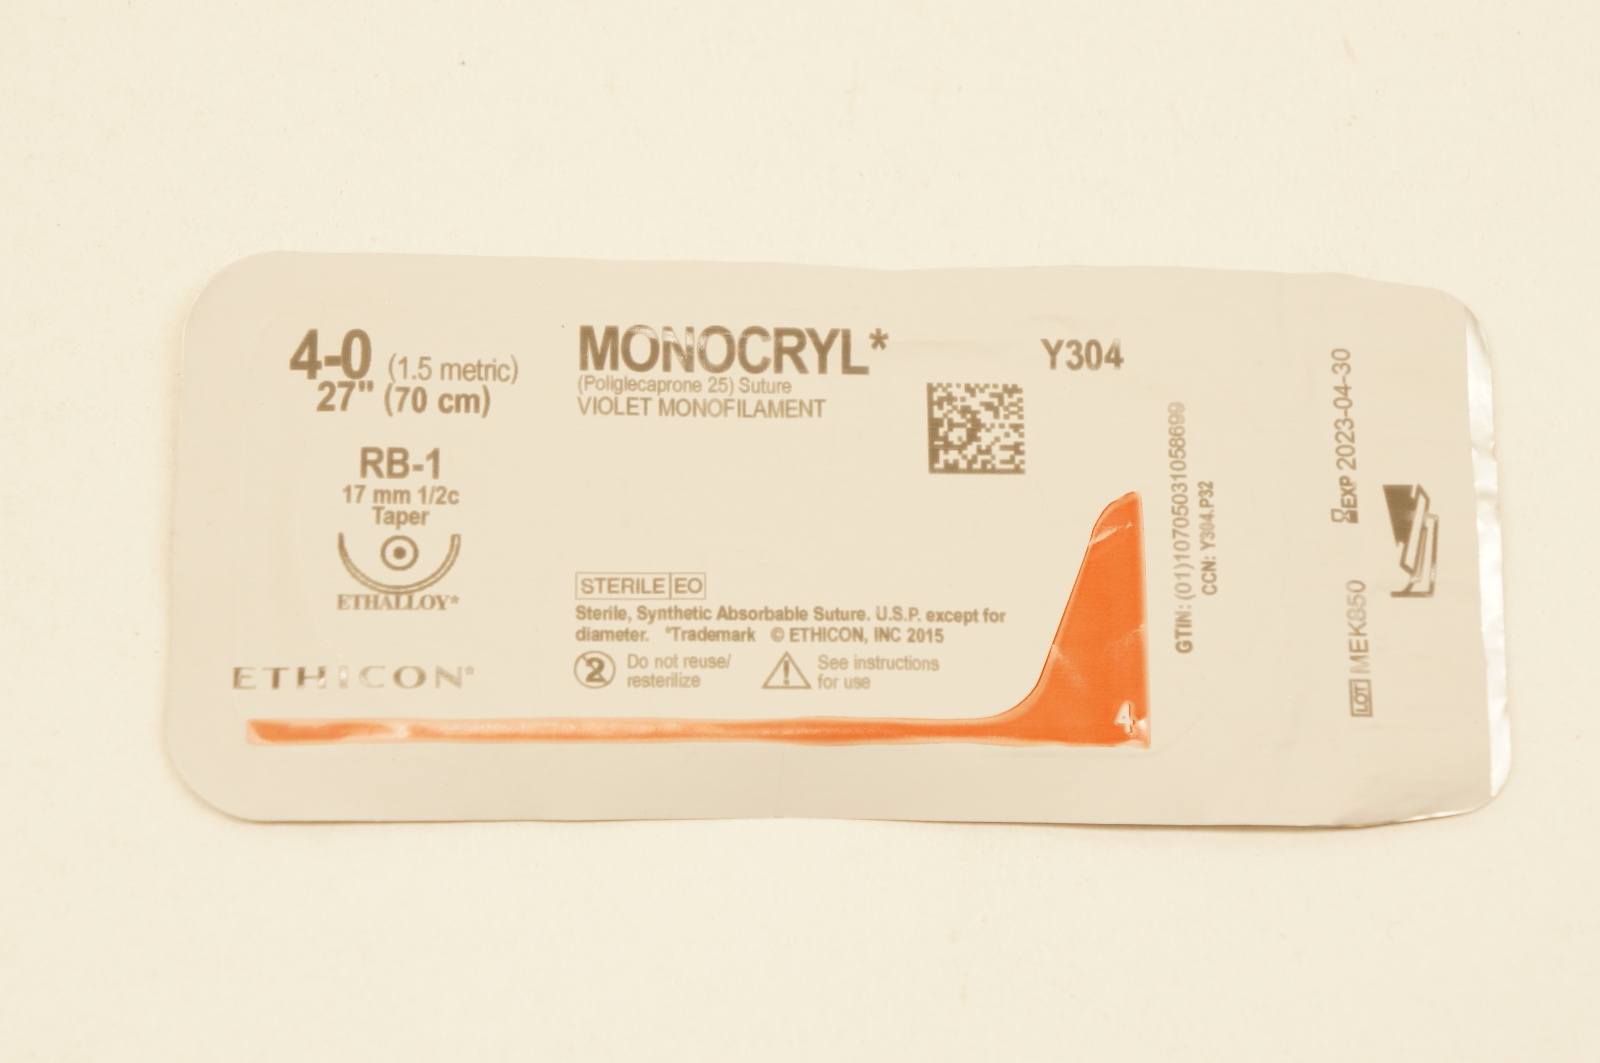 4-0 (1.5 metric)
27" (70 cm)
RB-1
17 mm 1/2c
Taper
ETHALLOY*
ETHICON*
MONOCRYL*
(Poliglecaprone 25) Suture
VIOLET MONOFILAMENT
Y304
STERILE EO
Sterile, Synthetic Absorbable Suture. U.S.P. except for
diameter. *Trademark © ETHICON, INC 2015
2 Do not reuse/
resterilize
See instructions
for use
4-
GTIN: (01)10705031058699
CCN: Y304.P32
EXP 2023-04-30
LOT MEK850